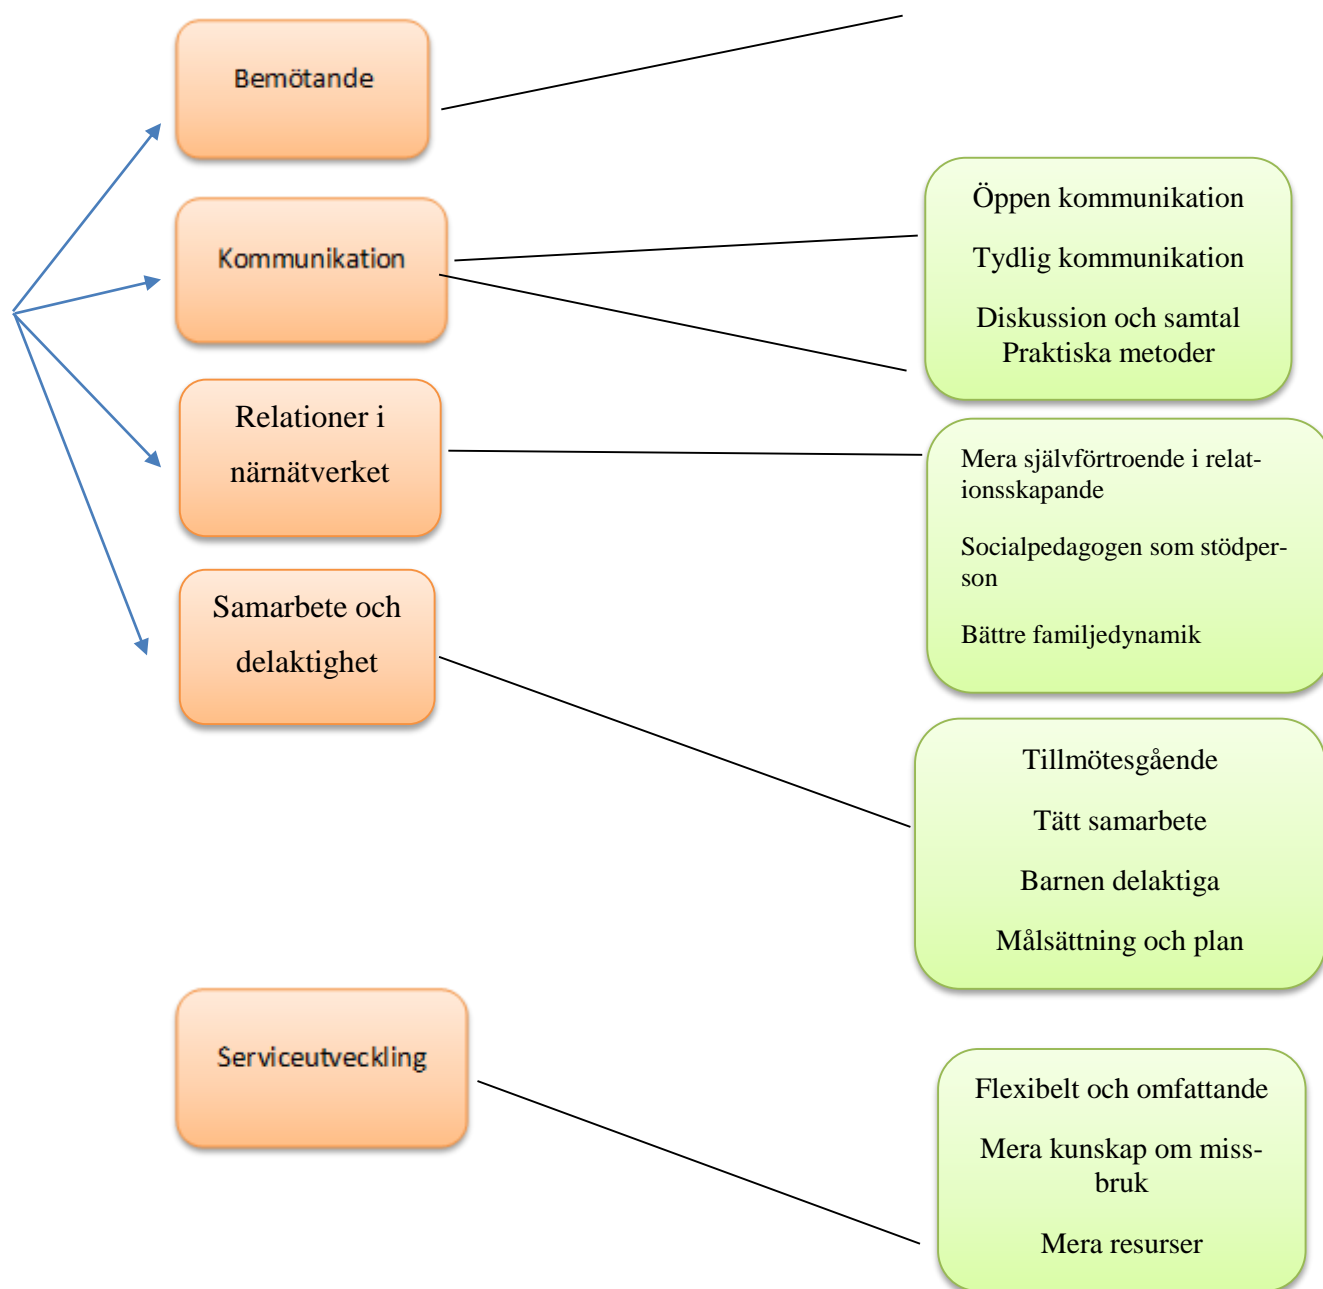 Bemötande
Kommunikation
Relationer i
närnätverket
Samarbete och
delaktighet
Serviceutveckling
Öppen kommunikation
Tydlig kommunikation
Diskussion och samtal
Praktiska metoder
Mera självförtroende i relat-
ionsskapande
Socialpedagogen som stödper-
son
Bättre familjedynamik
Tillmötesgående
Tätt samarbete
Barnen delaktiga
Målsättning och plan
Flexibelt och omfattande
Mera kunskap om miss-
bruk
Mera resurser